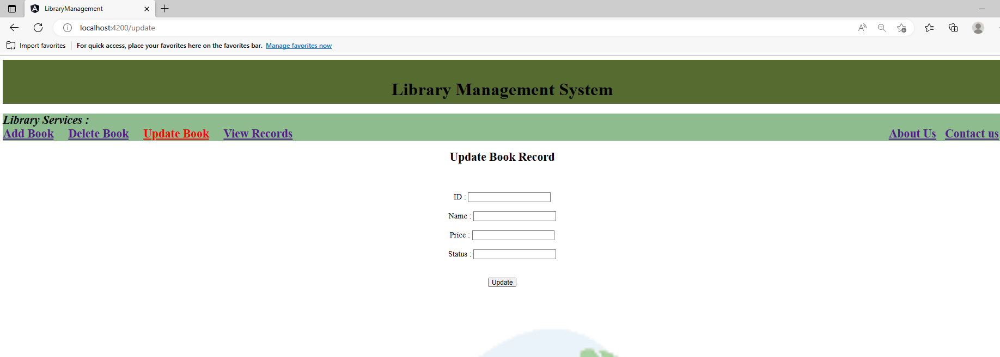 LibraryManagement
localhost:4200/update
Import favorites For quick access, place your favorites here on the favorites bar. Manage favorites now
Library Management System
Library Services :
Add Book Delete Book Update Book View Records About Us Contact us
Update Book Record
ID :
Name :
Price :
Status :
Update